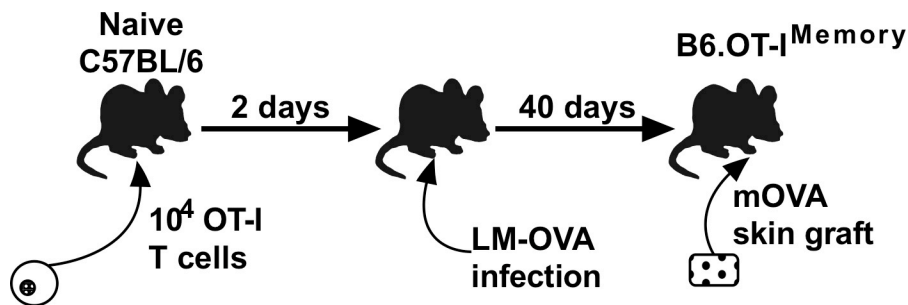 Naive
C57BL/6
2 days
40 days
B6.OT-I^Memory
10^4 OT-I
T cells
LM-OVA
infection
mOVA
skin graft